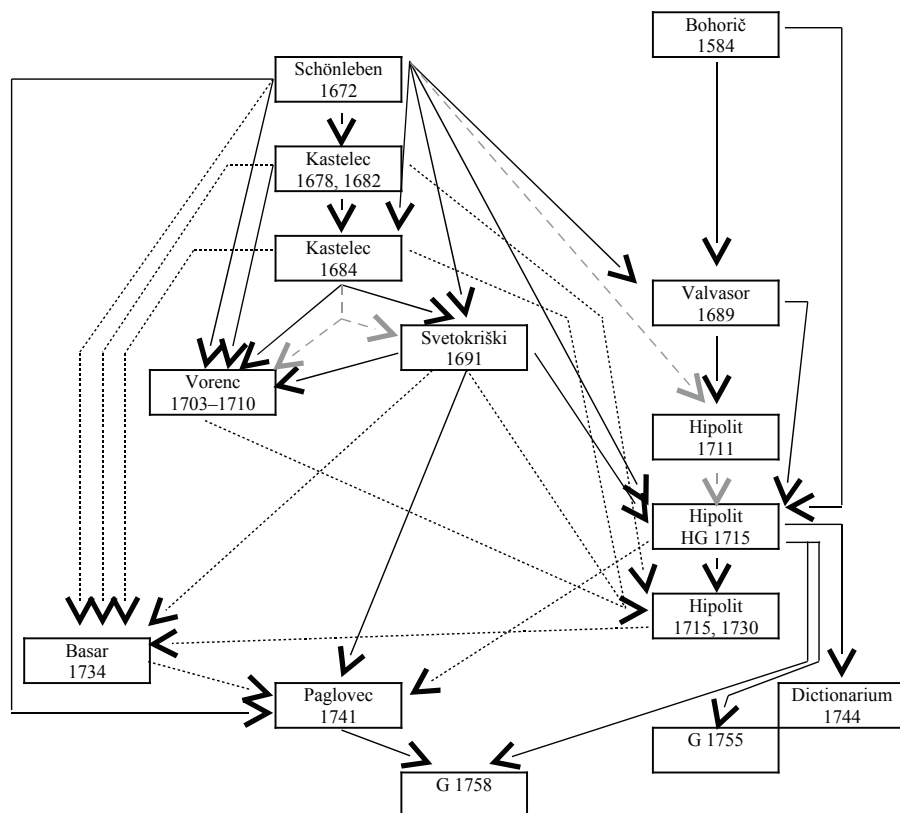 Bohorič
1584
Schönleben
1672
Kastelec
1678, 1682
Kastelec
1684
Valvasor
1689
Svetokriški
1691
Vorenc
1703–1710
Hipolit
1711
Hipolit
HG 1715
Hipolit
1715, 1730
Basar
1734
Paglovec
1741
Dictionarium
1744
G 1755
G 1758